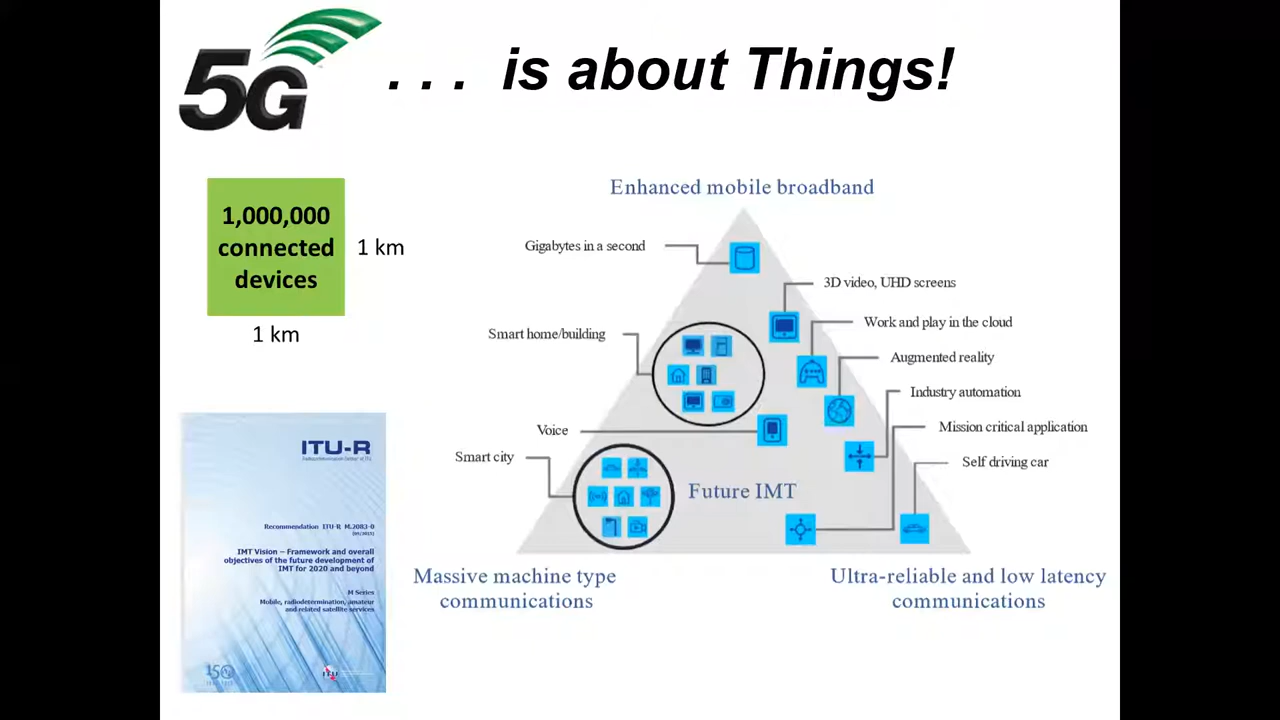 5G
. . . is about Things!
1,000,000
connected
devices
1 km
1 km
ITU-R
Recommendation ITU-R M.2083-0
(09/2015)
IMT Vision – Framework and overall
objectives of the future development of
IMT for 2020 and beyond
M Series
Mobile, radiodetermination, amateur
and related satellite services
150
ITU
Enhanced mobile broadband
Gigabytes in a second
3D video, UHD screens
Smart home/building
Work and play in the cloud
Augmented reality
Industry automation
Voice
Mission critical application
Smart city
Self driving car
Future IMT
Massive machine type
communications
Ultra-reliable and low latency
communications